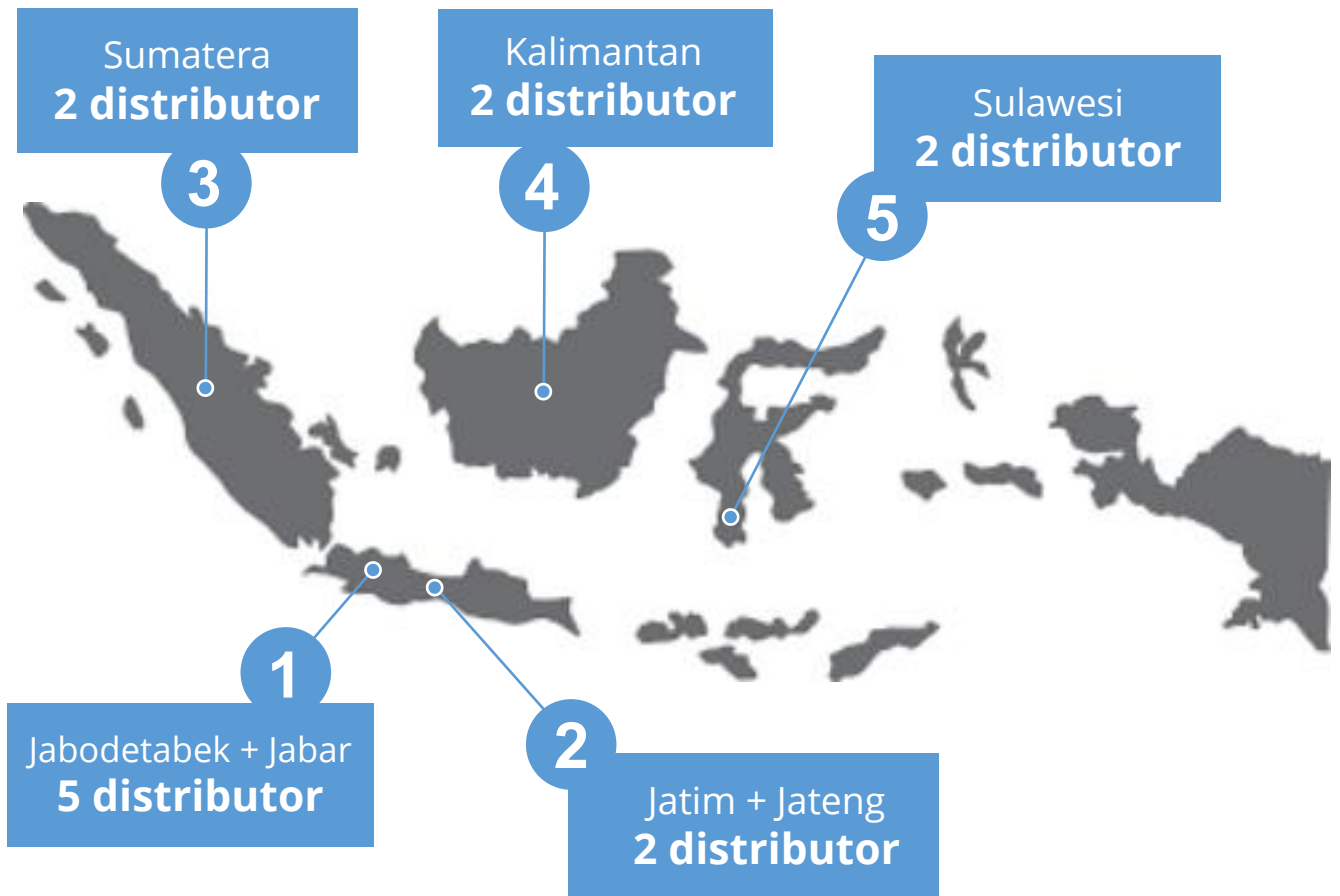 Sumatera
2 distributor
3
Kalimantan
2 distributor
4
Sulawesi
2 distributor
5
1
Jabodetabek + Jabar
5 distributor
2
Jatim + Jateng
2 distributor